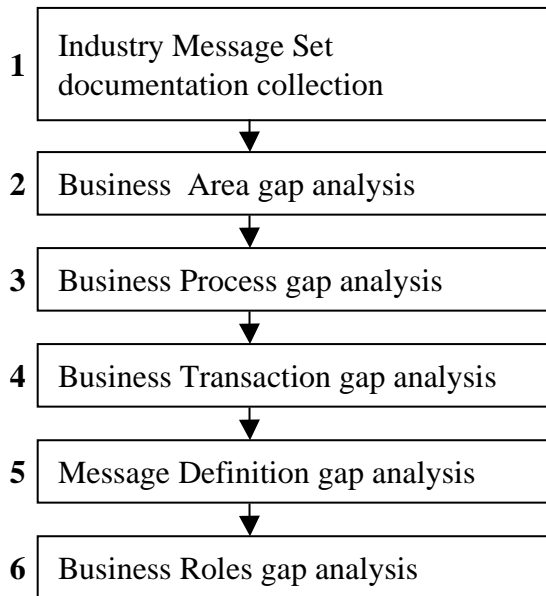 1 Industry Message Set
documentation collection
2 Business Area gap analysis
3 Business Process gap analysis
4 Business Transaction gap analysis
5 Message Definition gap analysis
6 Business Roles gap analysis